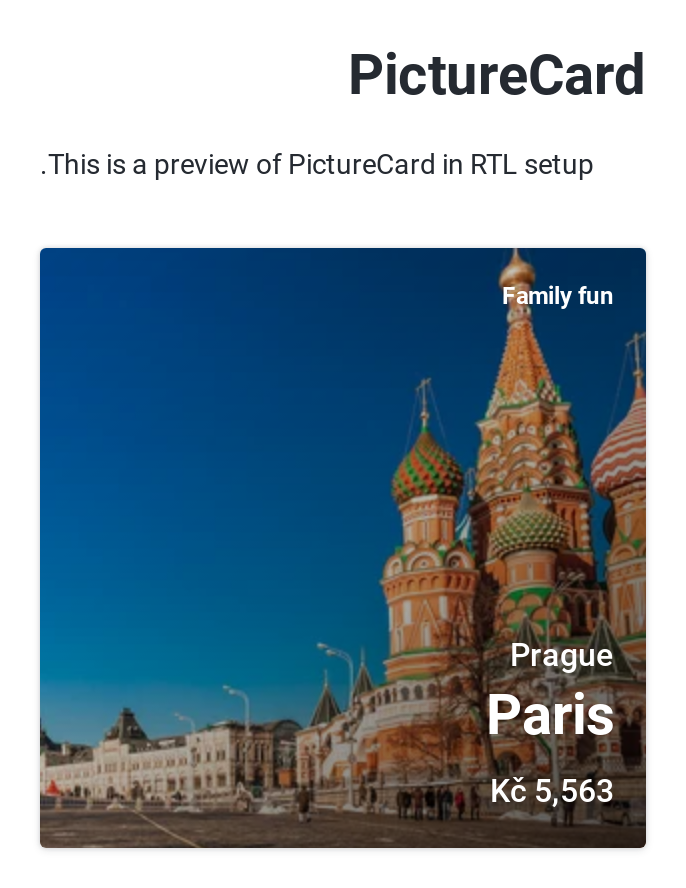 PictureCard
.This is a preview of PictureCard in RTL setup
Family fun
Prague
Paris
Kč 5,563